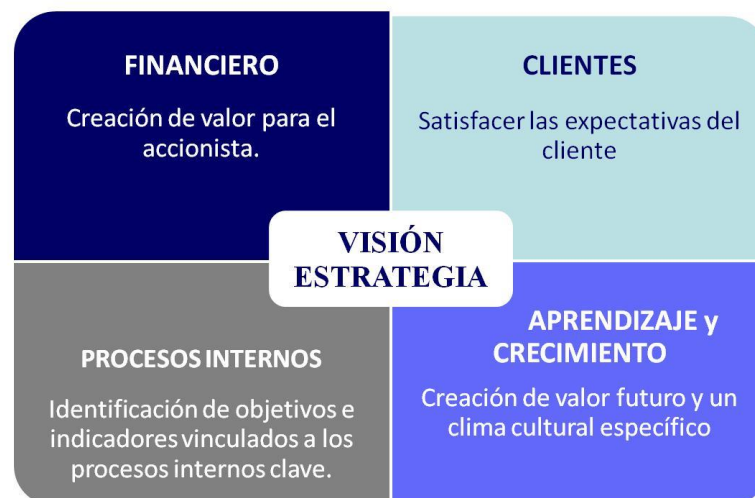 FINANCIERO
Creación de valor para el
accionista.
CLIENTES
Satisfacer las expectativas del
cliente
VISIÓN
ESTRATEGIA
PROCESOS INTERNOS
Identificación de objetivos e
indicadores vinculados a los
procesos internos clave.
APRENDIZAJE y
CRECIMIENTO
Creación de valor futuro y un
clima cultural específico